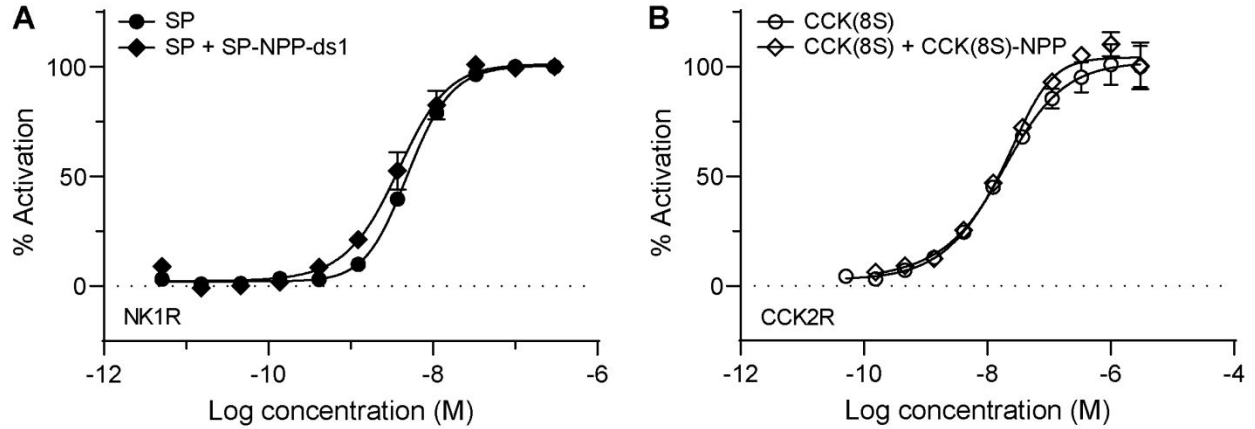 A
SP
SP + SP-NPP-ds1
% Activation
100
50
0
NK1R
-12
-10
-8
-6
Log concentration (M)
B
CCK(8S)
CCK(8S) + CCK(8S)-NPP
% Activation
100
50
0
CCK2R
-12
-10
-8
-6
-4
Log concentration (M)